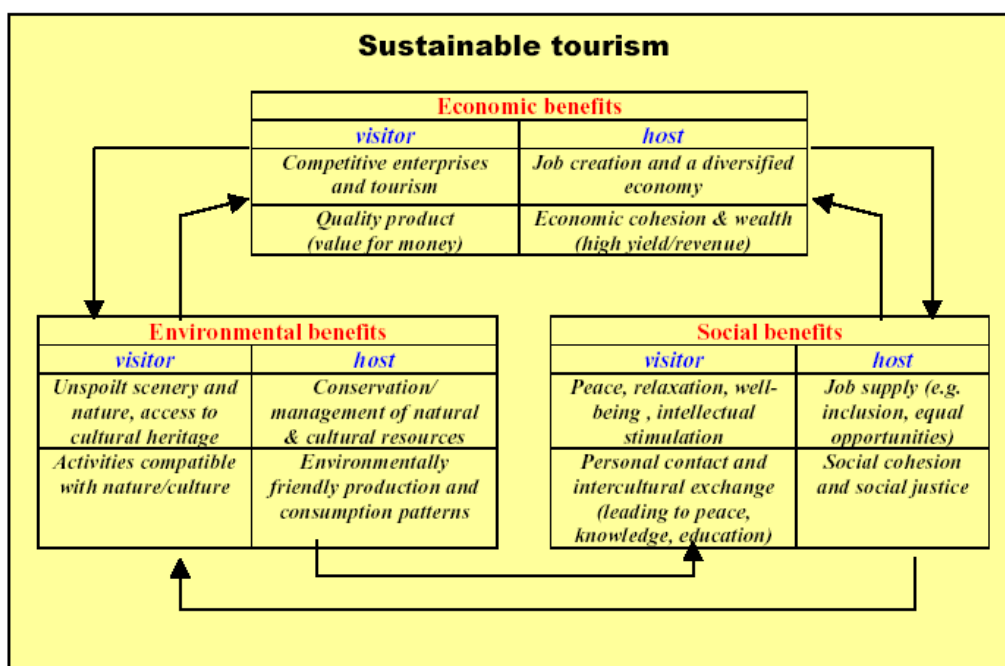 Sustainable tourism
Economic benefits
visitor
host
Competitive enterprises
and tourism
Job creation and a diversified
economy
Quality product
(value for money)
Economic cohesion & wealth
(high yield/revenue)
Environmental benefits
visitor
host
Unspoilt scenery and
nature, access to
cultural heritage
Conservation/
management of natural
& cultural resources
Activities compatible
with nature/culture
Environmentally
friendly production and
consumption patterns
Social benefits
visitor
host
Peace, relaxation, well-
being , intellectual
stimulation
Job supply (e.g.
inclusion, equal
opportunities)
Personal contact and
intercultural exchange
(leading to peace,
knowledge, education)
Social cohesion
and social justice